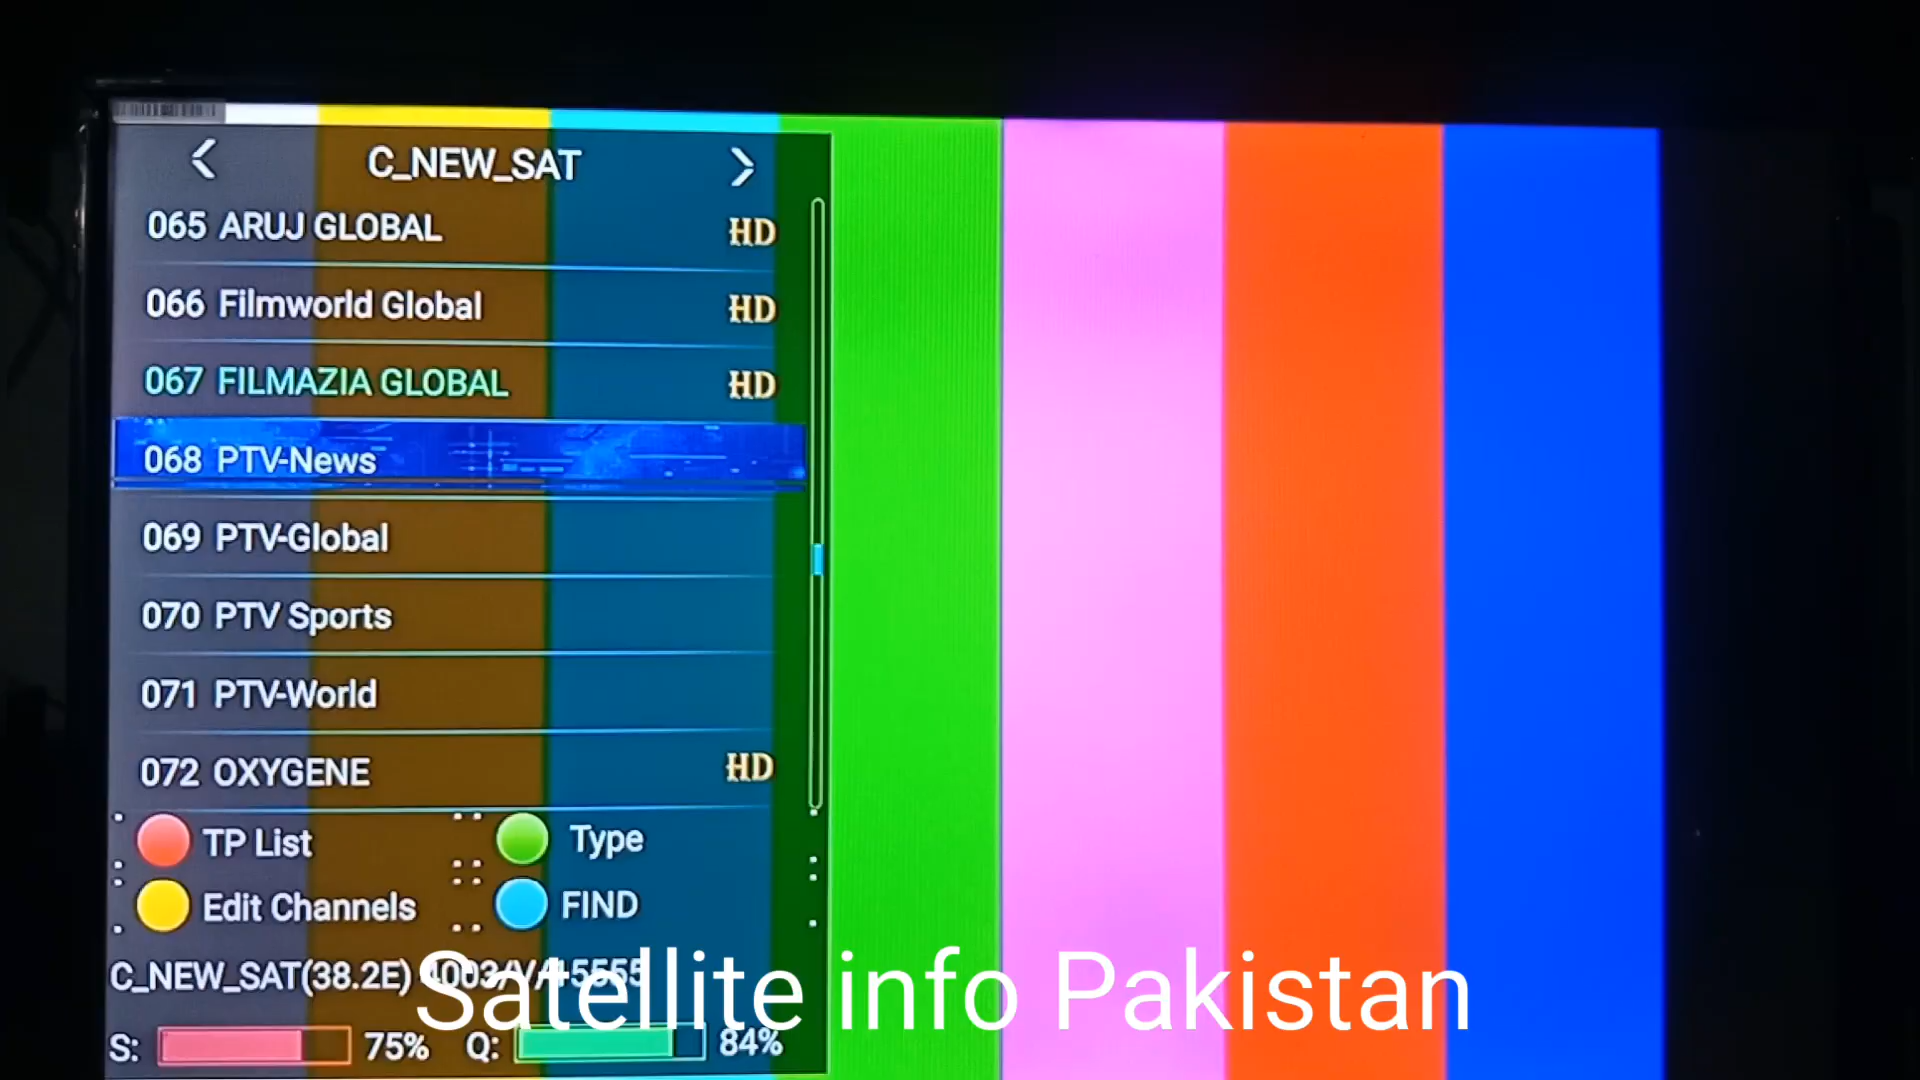 C_NEW_SAT
065 ARUJ GLOBAL HD
066 Filmworld Global HD
067 FILMAZIA GLOBAL HD
068 PTV-News
069 PTV-Global
070 PTV Sports
071 PTV-World
072 OXYGENE HD
TP List Type
Edit Channels FIND
C_NEW_SAT(38.2E) 4003/V/15555
Satellite info Pakistan
S: 75% Q: 84%